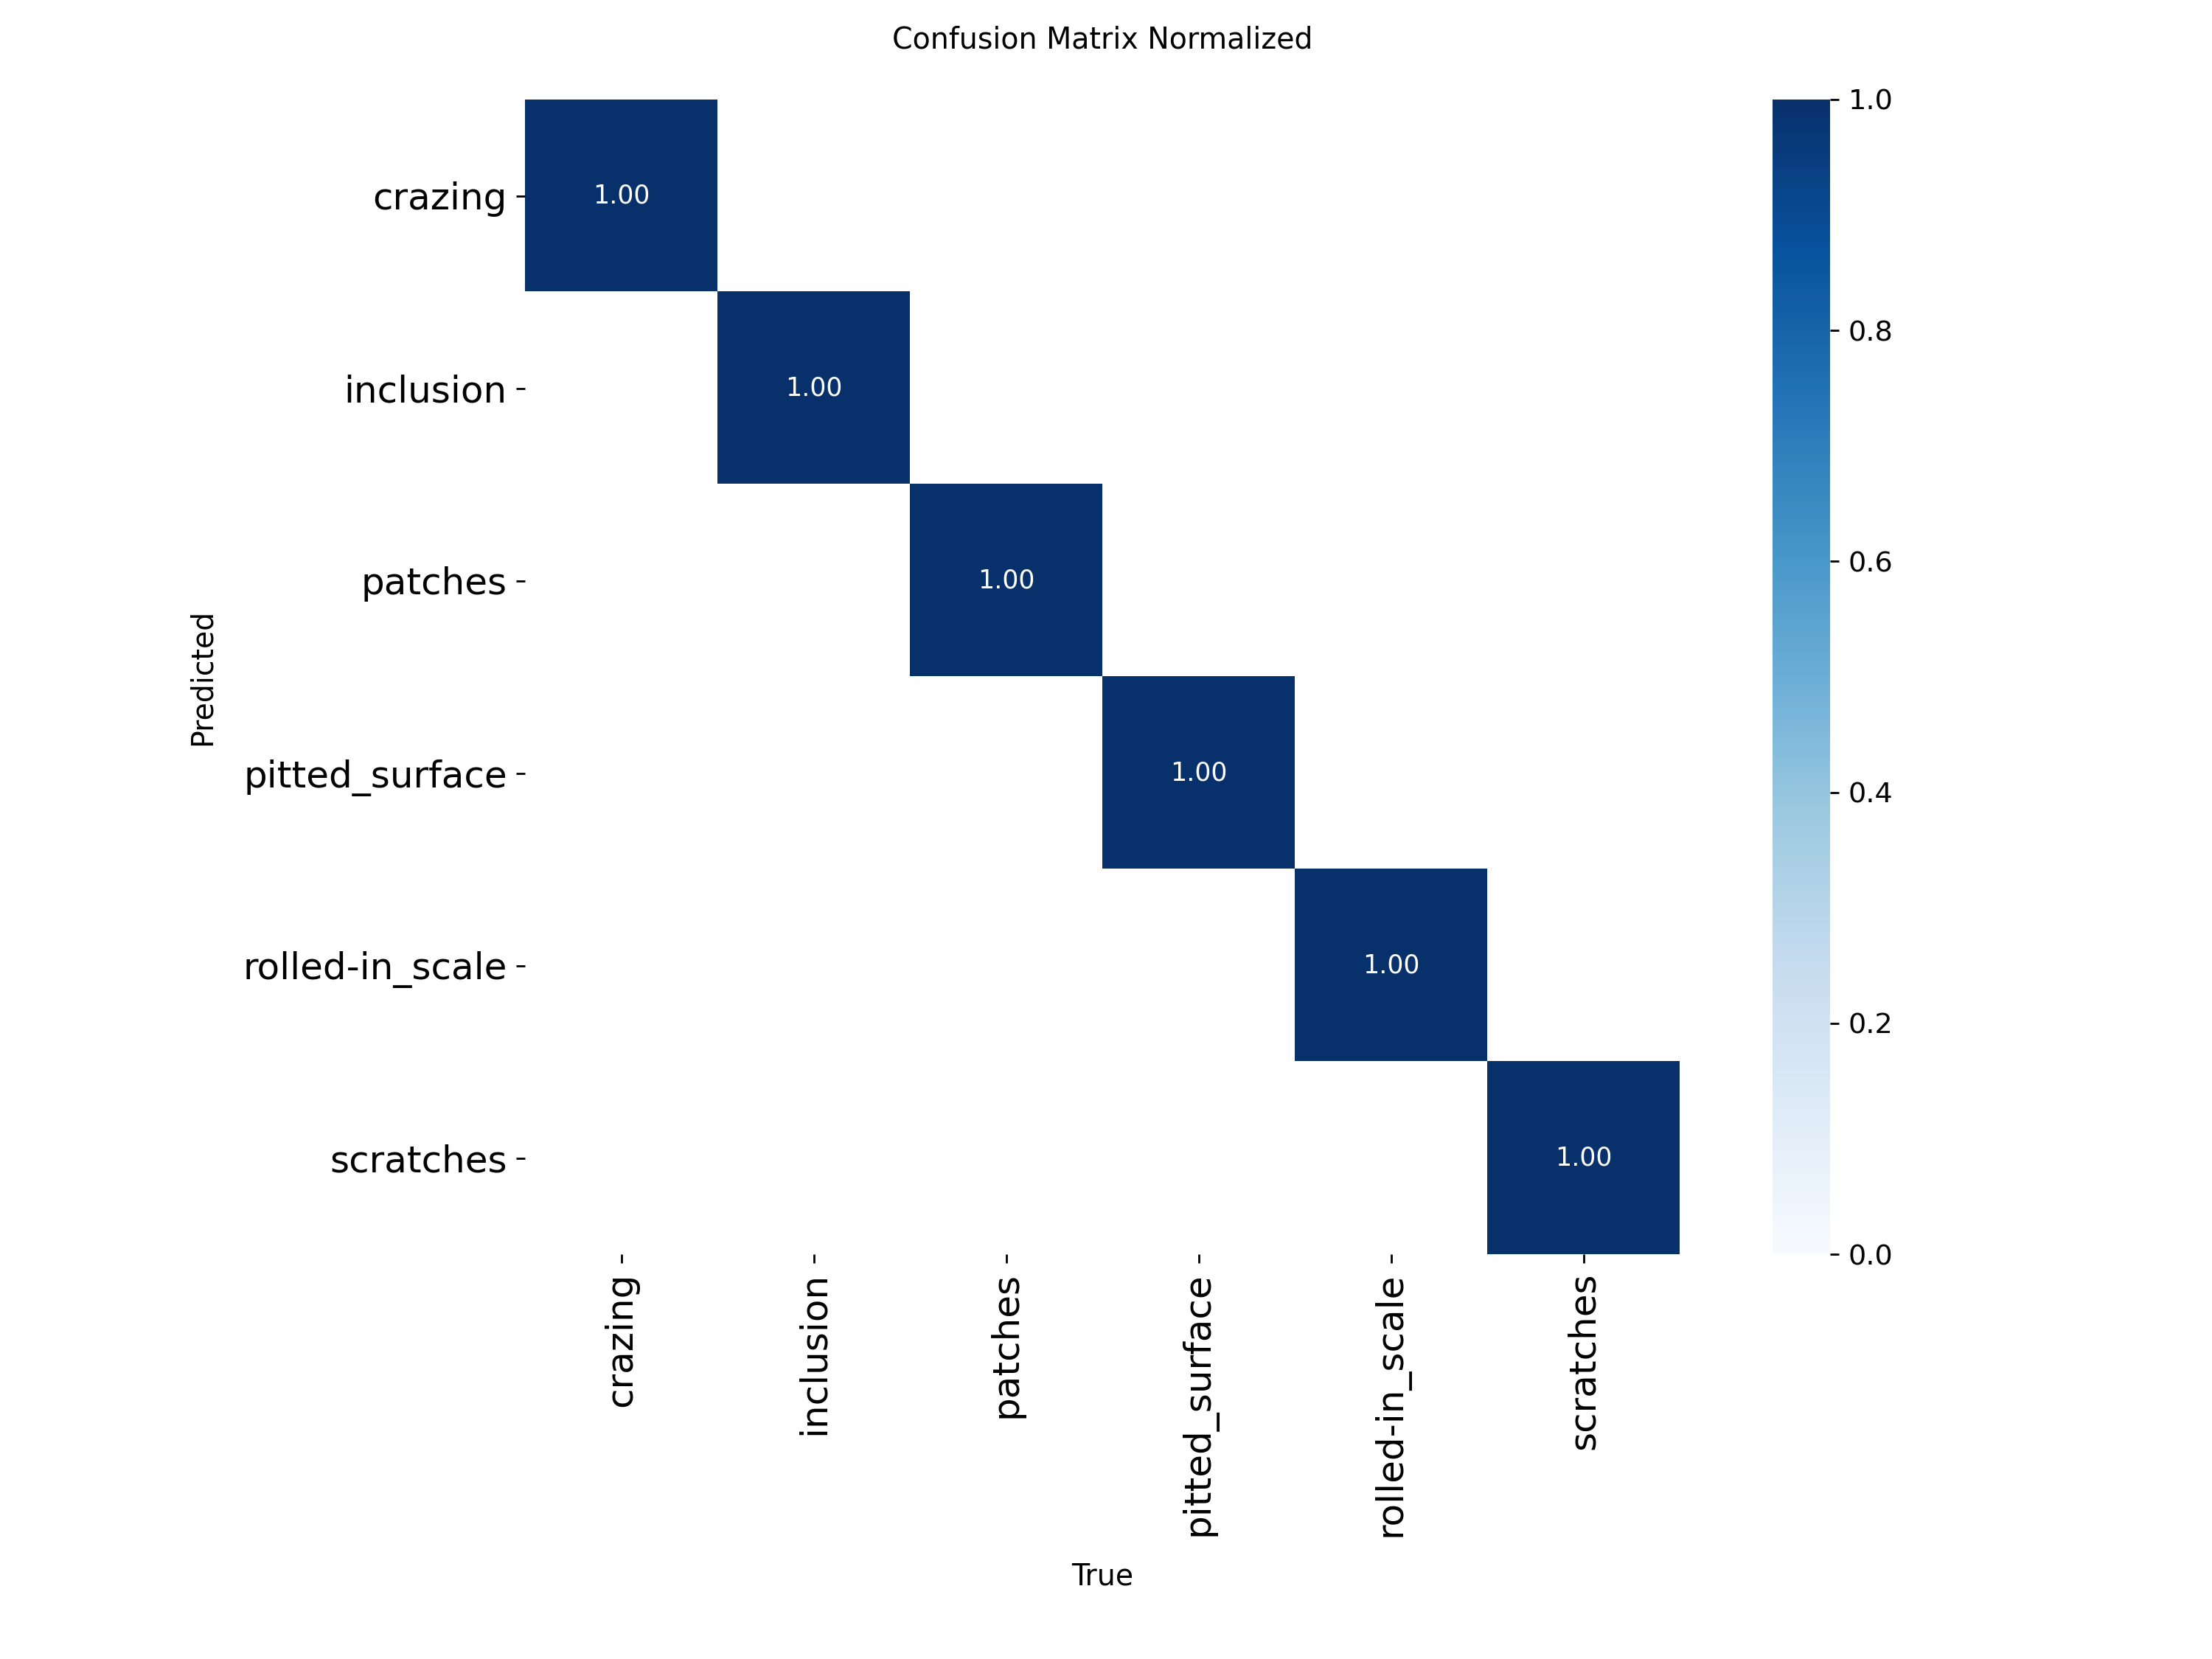 Confusion Matrix Normalized
Predicted
crazing
1.00
inclusion
1.00
patches
1.00
pitted_surface
1.00
rolled-in_scale
1.00
scratches
1.00
crazing
inclusion
patches
pitted_surface
rolled-in_scale
scratches
True
1.0
0.8
0.6
0.4
0.2
0.0